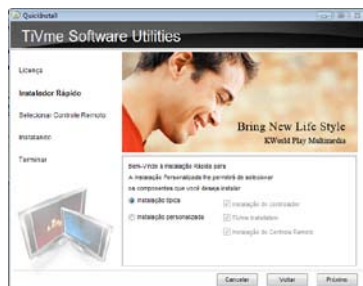 QuickInstall
TiVme Software Utilities
Licença
Instalador Rápido
Selecionar Controle Remoto
Instalando
Terminar
Bring New Life Style
KWorld Play Multimedia
Bem-Vindo à Instalação Rápida para
A Instalação Personalizada lhe permitirá de selecionar
os componentes que você deseja instalar
Instalação típica
Instalação personalizada
Instalação do controlador
TiVme Instalation
Instalação do Controle Remoto
Cancelar
Voltar
Próximo